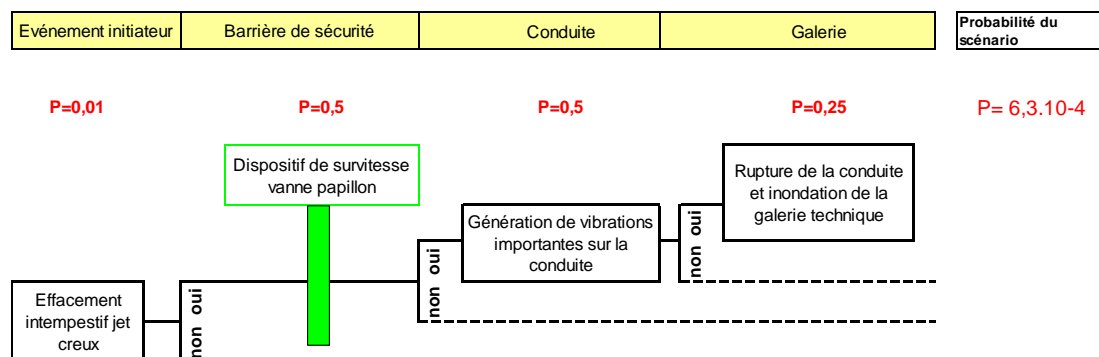 Evénement initiateur
Barrière de sécurité
Conduite
Galerie
Probabilité du
scénario
P=0,01
P=0,5
P=0,5
P=0,25
P= 6,3.10-4
Dispositif de survitesse
vanne papillon
Rupture de la conduite
et inondation de la
galerie technique
Génération de vibrations
importantes sur la
conduite
non oui
non oui
Effacement
intempestif jet
creux
non oui